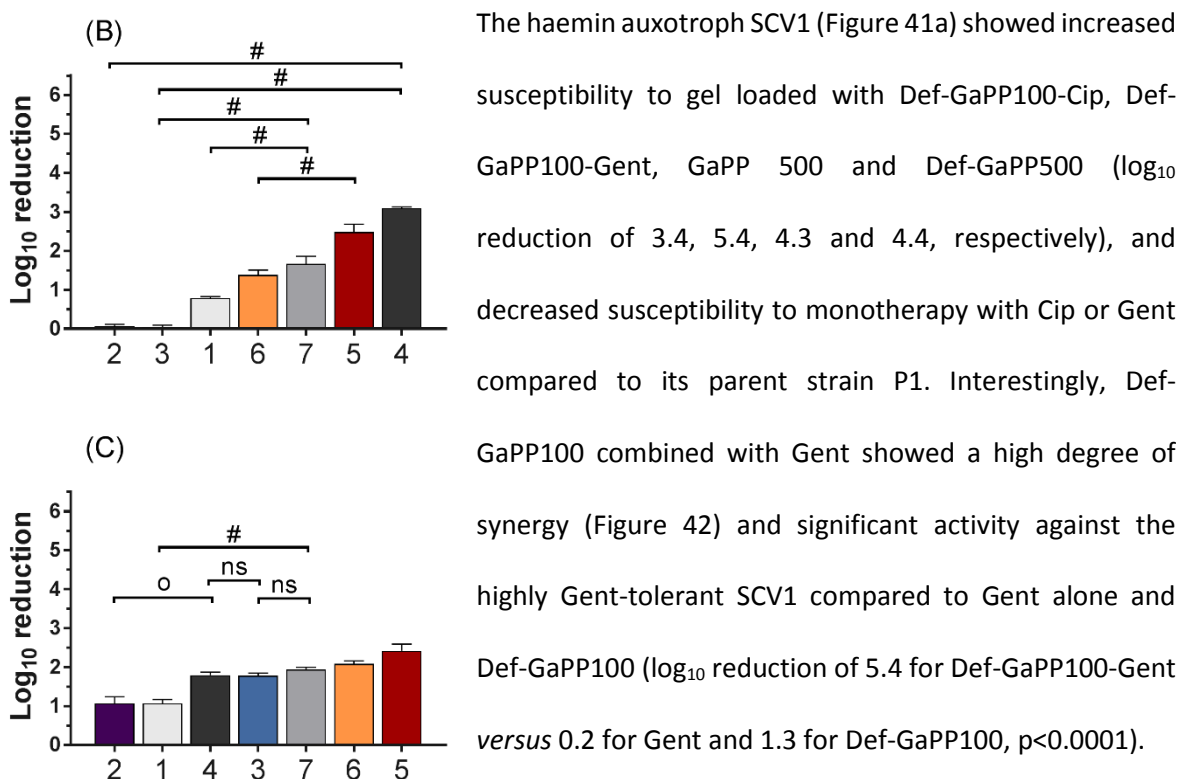 (B)
#
#
#
#
#
Log10 reduction
6
5
4
3
2
1
0
2 3 1 6 7 5 4
(C)
#
ns
o
ns
Log10 reduction
6
5
4
3
2
1
0
2 1 4 3 7 6 5
The haemin auxotroph SCV1 (Figure 41a) showed increased
susceptibility to gel loaded with Def-GaPP100-Cip, Def-
GaPP100-Gent, GaPP 500 and Def-GaPP500 (log10
reduction of 3.4, 5.4, 4.3 and 4.4, respectively), and
decreased susceptibility to monotherapy with Cip or Gent
compared to its parent strain P1. Interestingly, Def-
GaPP100 combined with Gent showed a high degree of
synergy (Figure 42) and significant activity against the
highly Gent-tolerant SCV1 compared to Gent alone and
Def-GaPP100 (log10 reduction of 5.4 for Def-GaPP100-Gent
versus 0.2 for Gent and 1.3 for Def-GaPP100, p<0.0001).